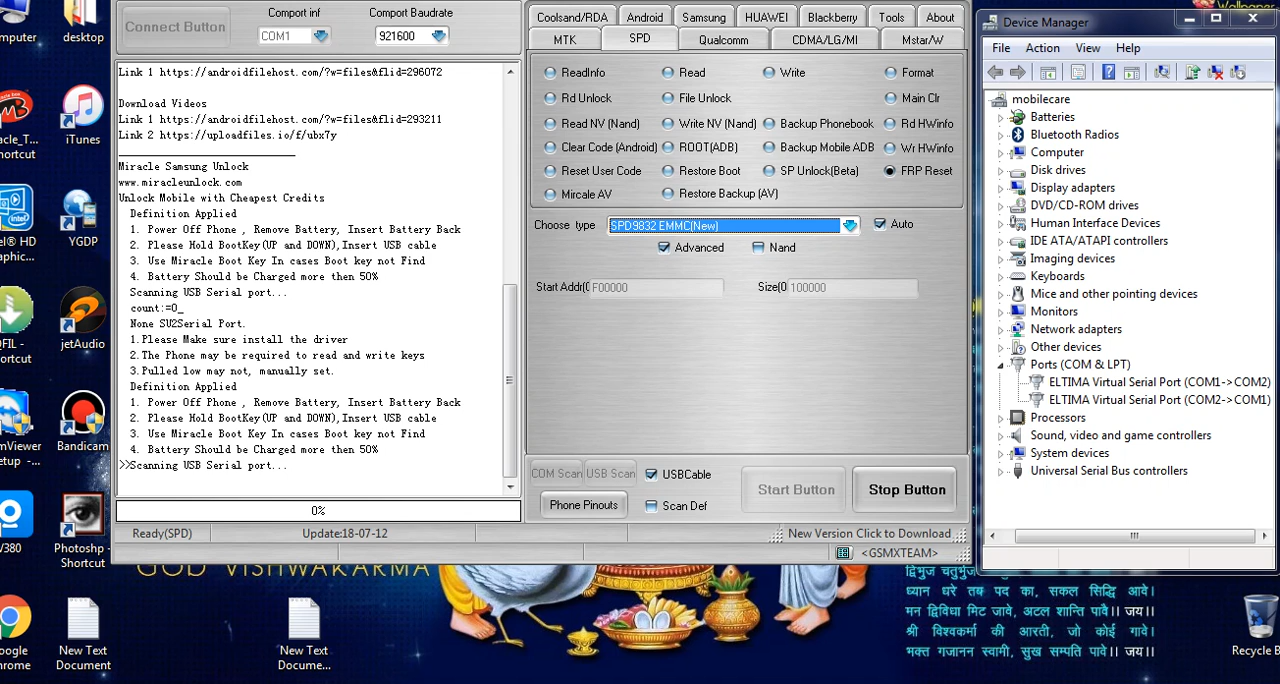 mputer
desktop
acle_T...
ortcut
iTunes
el® HD
aphic...
YGDP
QFIL -
ortcut
jetAudio
mViewer
etup -...
Bandicam
V380
Photoshp -
Shortcut
oogle
hrome
New Text
Document
New Text
Docume...
Recycle B
Wallpaper
GOD VISHWAKARMA
Connect Button
Comport inf
COM1
Comport Baudrate
921600
Link 1 https://androidfilehost.com/?w=files&flid=296072
Download Videos
Link 1 https://androidfilehost.com/?w=files&flid=293211
Link 2 https://uploadfiles.io/f/ubx7y
Miracle Samsung Unlock
www.miracleunlock.com
Unlock Mobile with Cheapest Credits
Definition Applied
1. Power Off Phone , Remove Battery, Insert Battery Back
2. Please Hold BootKey(UP and DOWN),Insert USB cable
3. Use Miracle Boot Key In cases Boot key not Find
4. Battery Should be Charged more then 50%
Scanning USB Serial port...
count:=0_
None SU2Serial Port.
1.Please Make sure install the driver
2.The Phone may be required to read and write keys
3.Pulled low may not, manually set.
Definition Applied
1. Power Off Phone , Remove Battery, Insert Battery Back
2. Please Hold BootKey(UP and DOWN),Insert USB cable
3. Use Miracle Boot Key In cases Boot key not Find
4. Battery Should be Charged more then 50%
>>Scanning USB Serial port...
0%
Ready(SPD)
Update:18-07-12
New Version Click to Download
<GSMXTEAM>
Coolsand/RDA Android Samsung HUAWEI Blackberry Tools About
MTK SPD Qualcomm CDMA/LG/MI Mstar/W
ReadInfo Read Write Format
Rd Unlock File Unlock Main Clr
Read NV (Nand) Write NV (Nand) Backup Phonebook Rd HWinfo
Clear Code (Android) ROOT(ADB) Backup Mobile ADB Wr HWinfo
Reset User Code Restore Boot SP Unlock(Beta) FRP Reset
Mircale AV Restore Backup (AV)
Choose type SPD9832 EMMC(New) Auto
Advanced Nand
Start Addr(0 F00000 Size(0 100000
COM Scan USB Scan USBCable
Phone Pinouts Scan Def
Start Button Stop Button
Device Manager
File Action View Help
mobilecare
Batteries
Bluetooth Radios
Computer
Disk drives
Display adapters
DVD/CD-ROM drives
Human Interface Devices
IDE ATA/ATAPI controllers
Imaging devices
Keyboards
Mice and other pointing devices
Monitors
Network adapters
Other devices
Ports (COM & LPT)
ELTIMA Virtual Serial Port (COM1->COM2)
ELTIMA Virtual Serial Port (COM2->COM1)
Processors
Sound, video and game controllers
System devices
Universal Serial Bus controllers
ध्यान धरे तब पद का, सकल सिद्धि आवे।
मन द्विविधा मिट जावे, अटल शान्ति पावै।। जय।।
श्री विश्वकर्मा की आरती, जो कोई गावे।
भक्त गजानन स्वामी, सुख सम्पति पावे।। जय।।